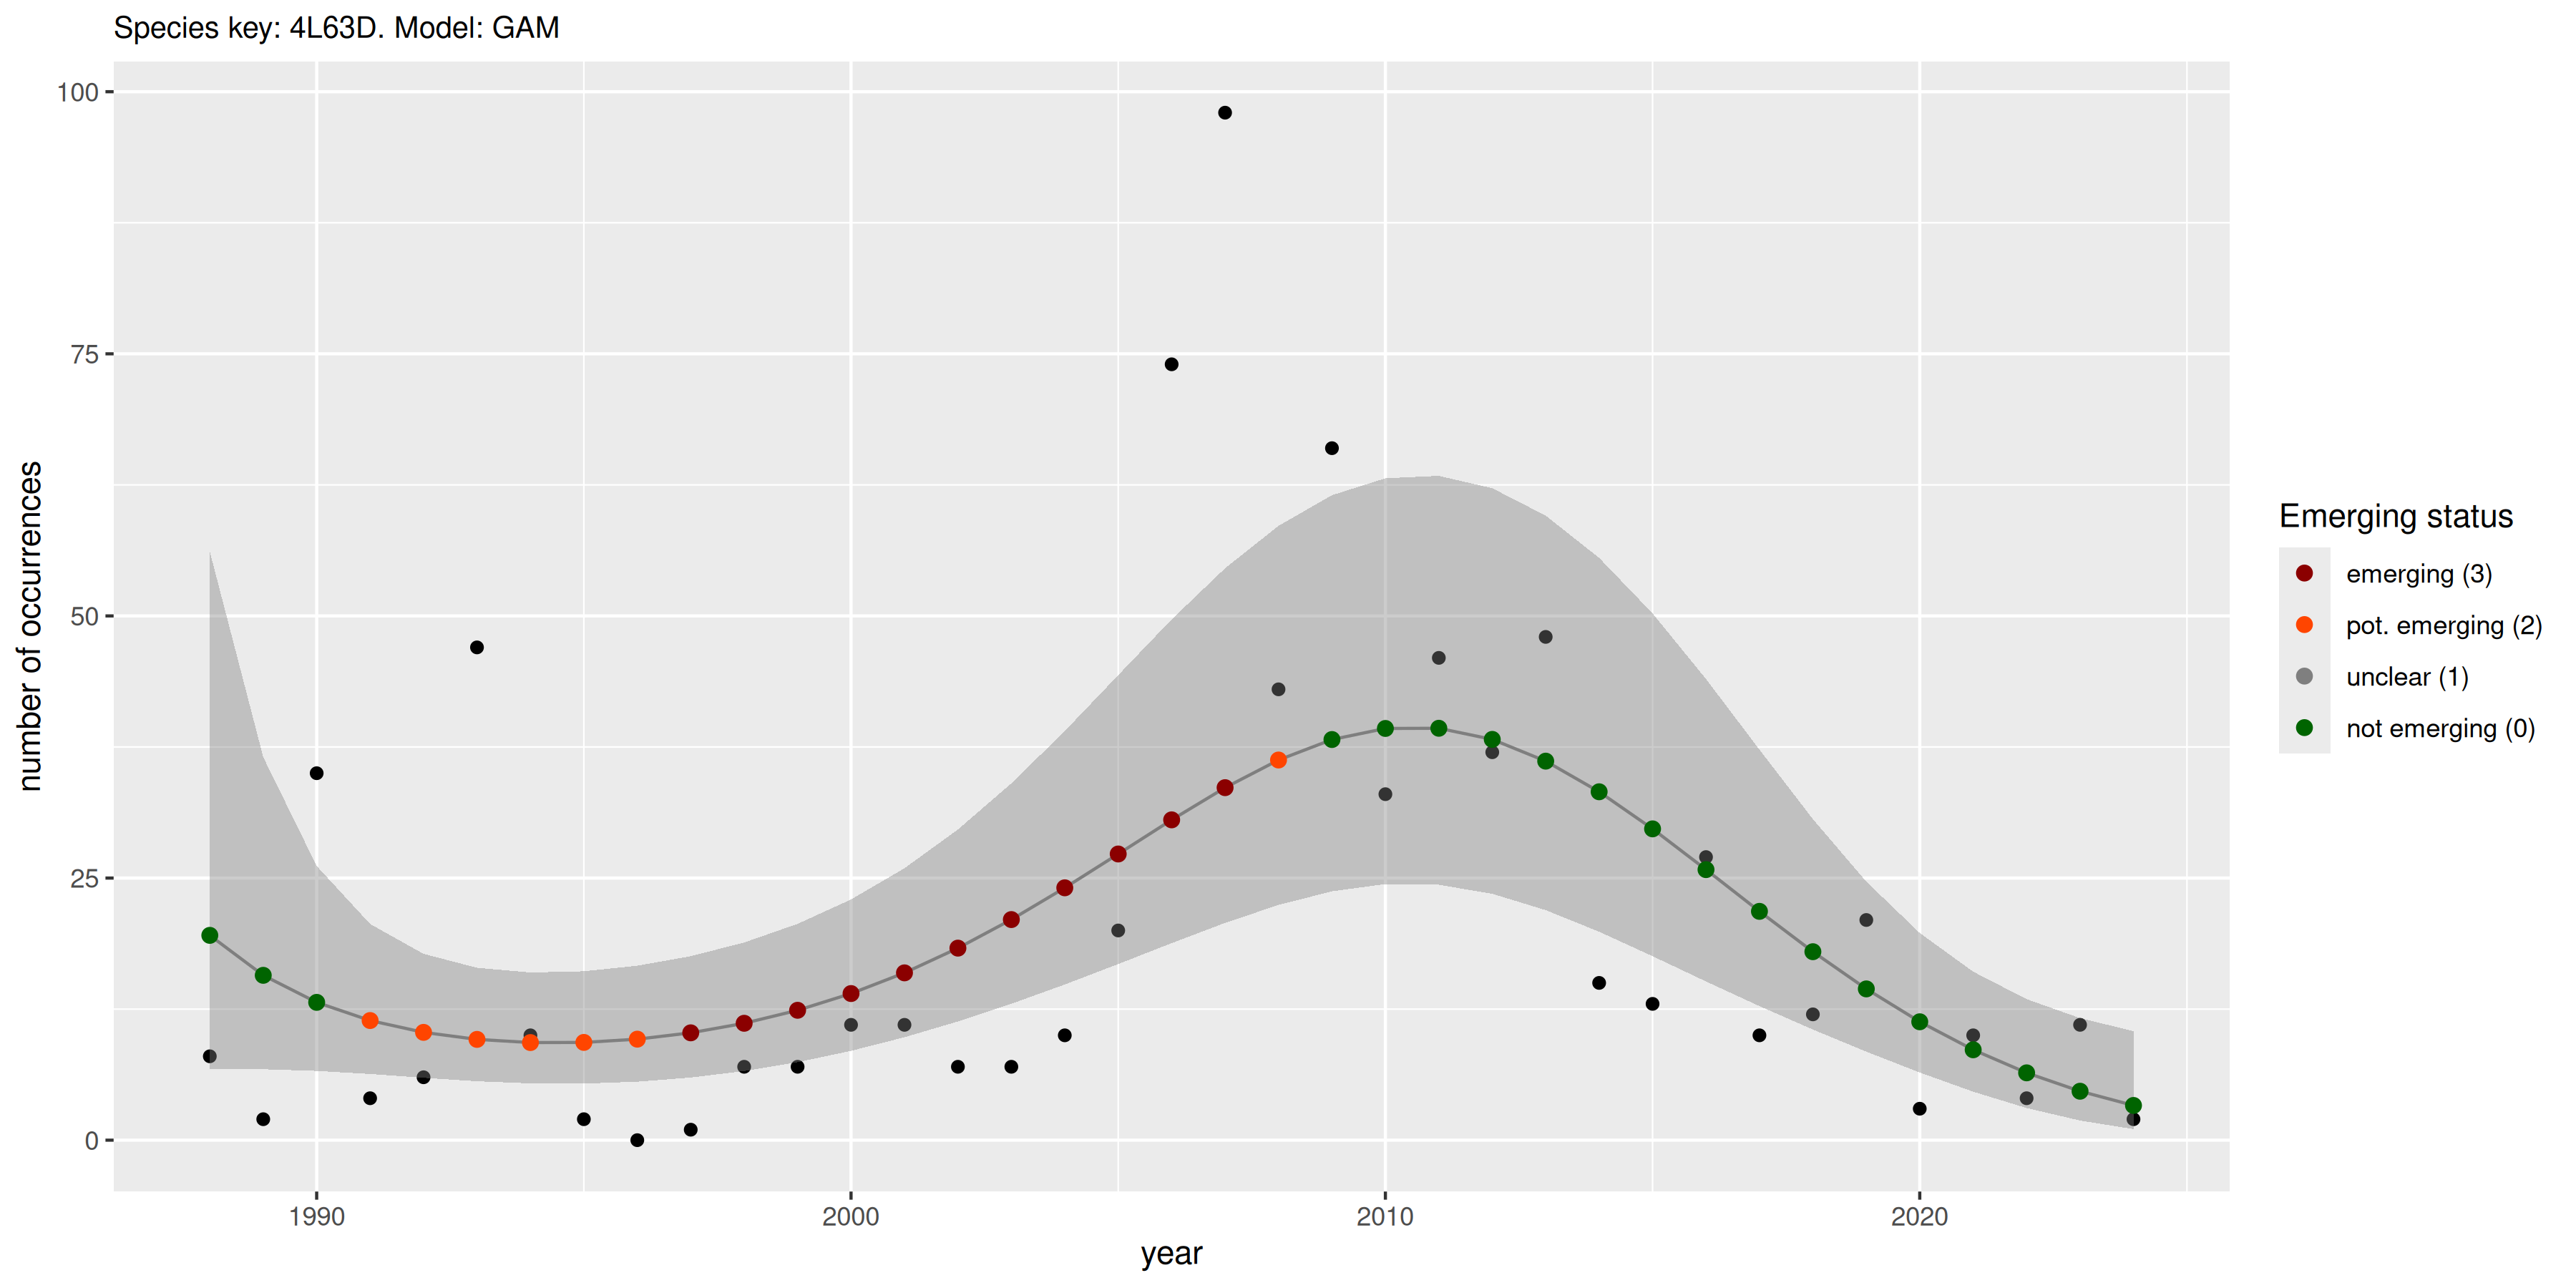 Species key: 4L63D. Model: GAM
100
75
50
25
0
number of occurrences
1990
2000
2010
2020
year
Emerging status
emerging (3)
pot. emerging (2)
unclear (1)
not emerging (0)